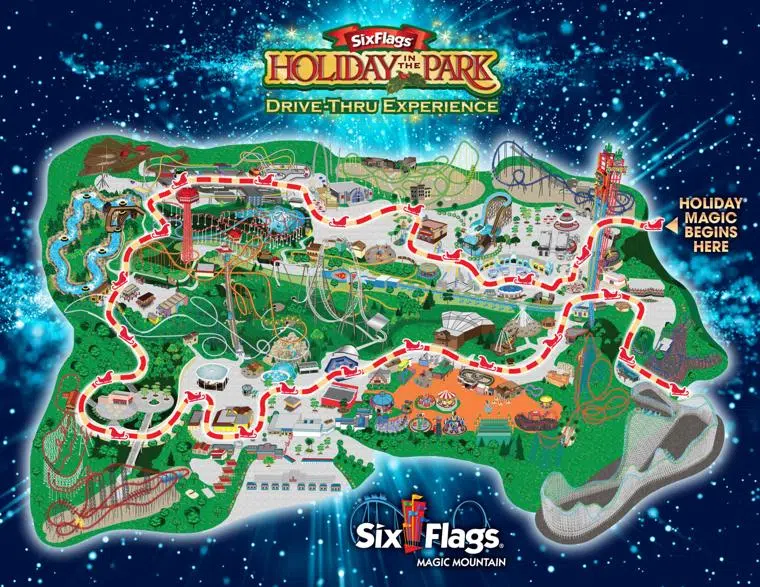 SixFlags
HOLIDAY IN THE PARK
DRIVE-THRU EXPERIENCE
HOLIDAY
MAGIC
BEGINS
HERE
Six Flags
MAGIC MOUNTAIN